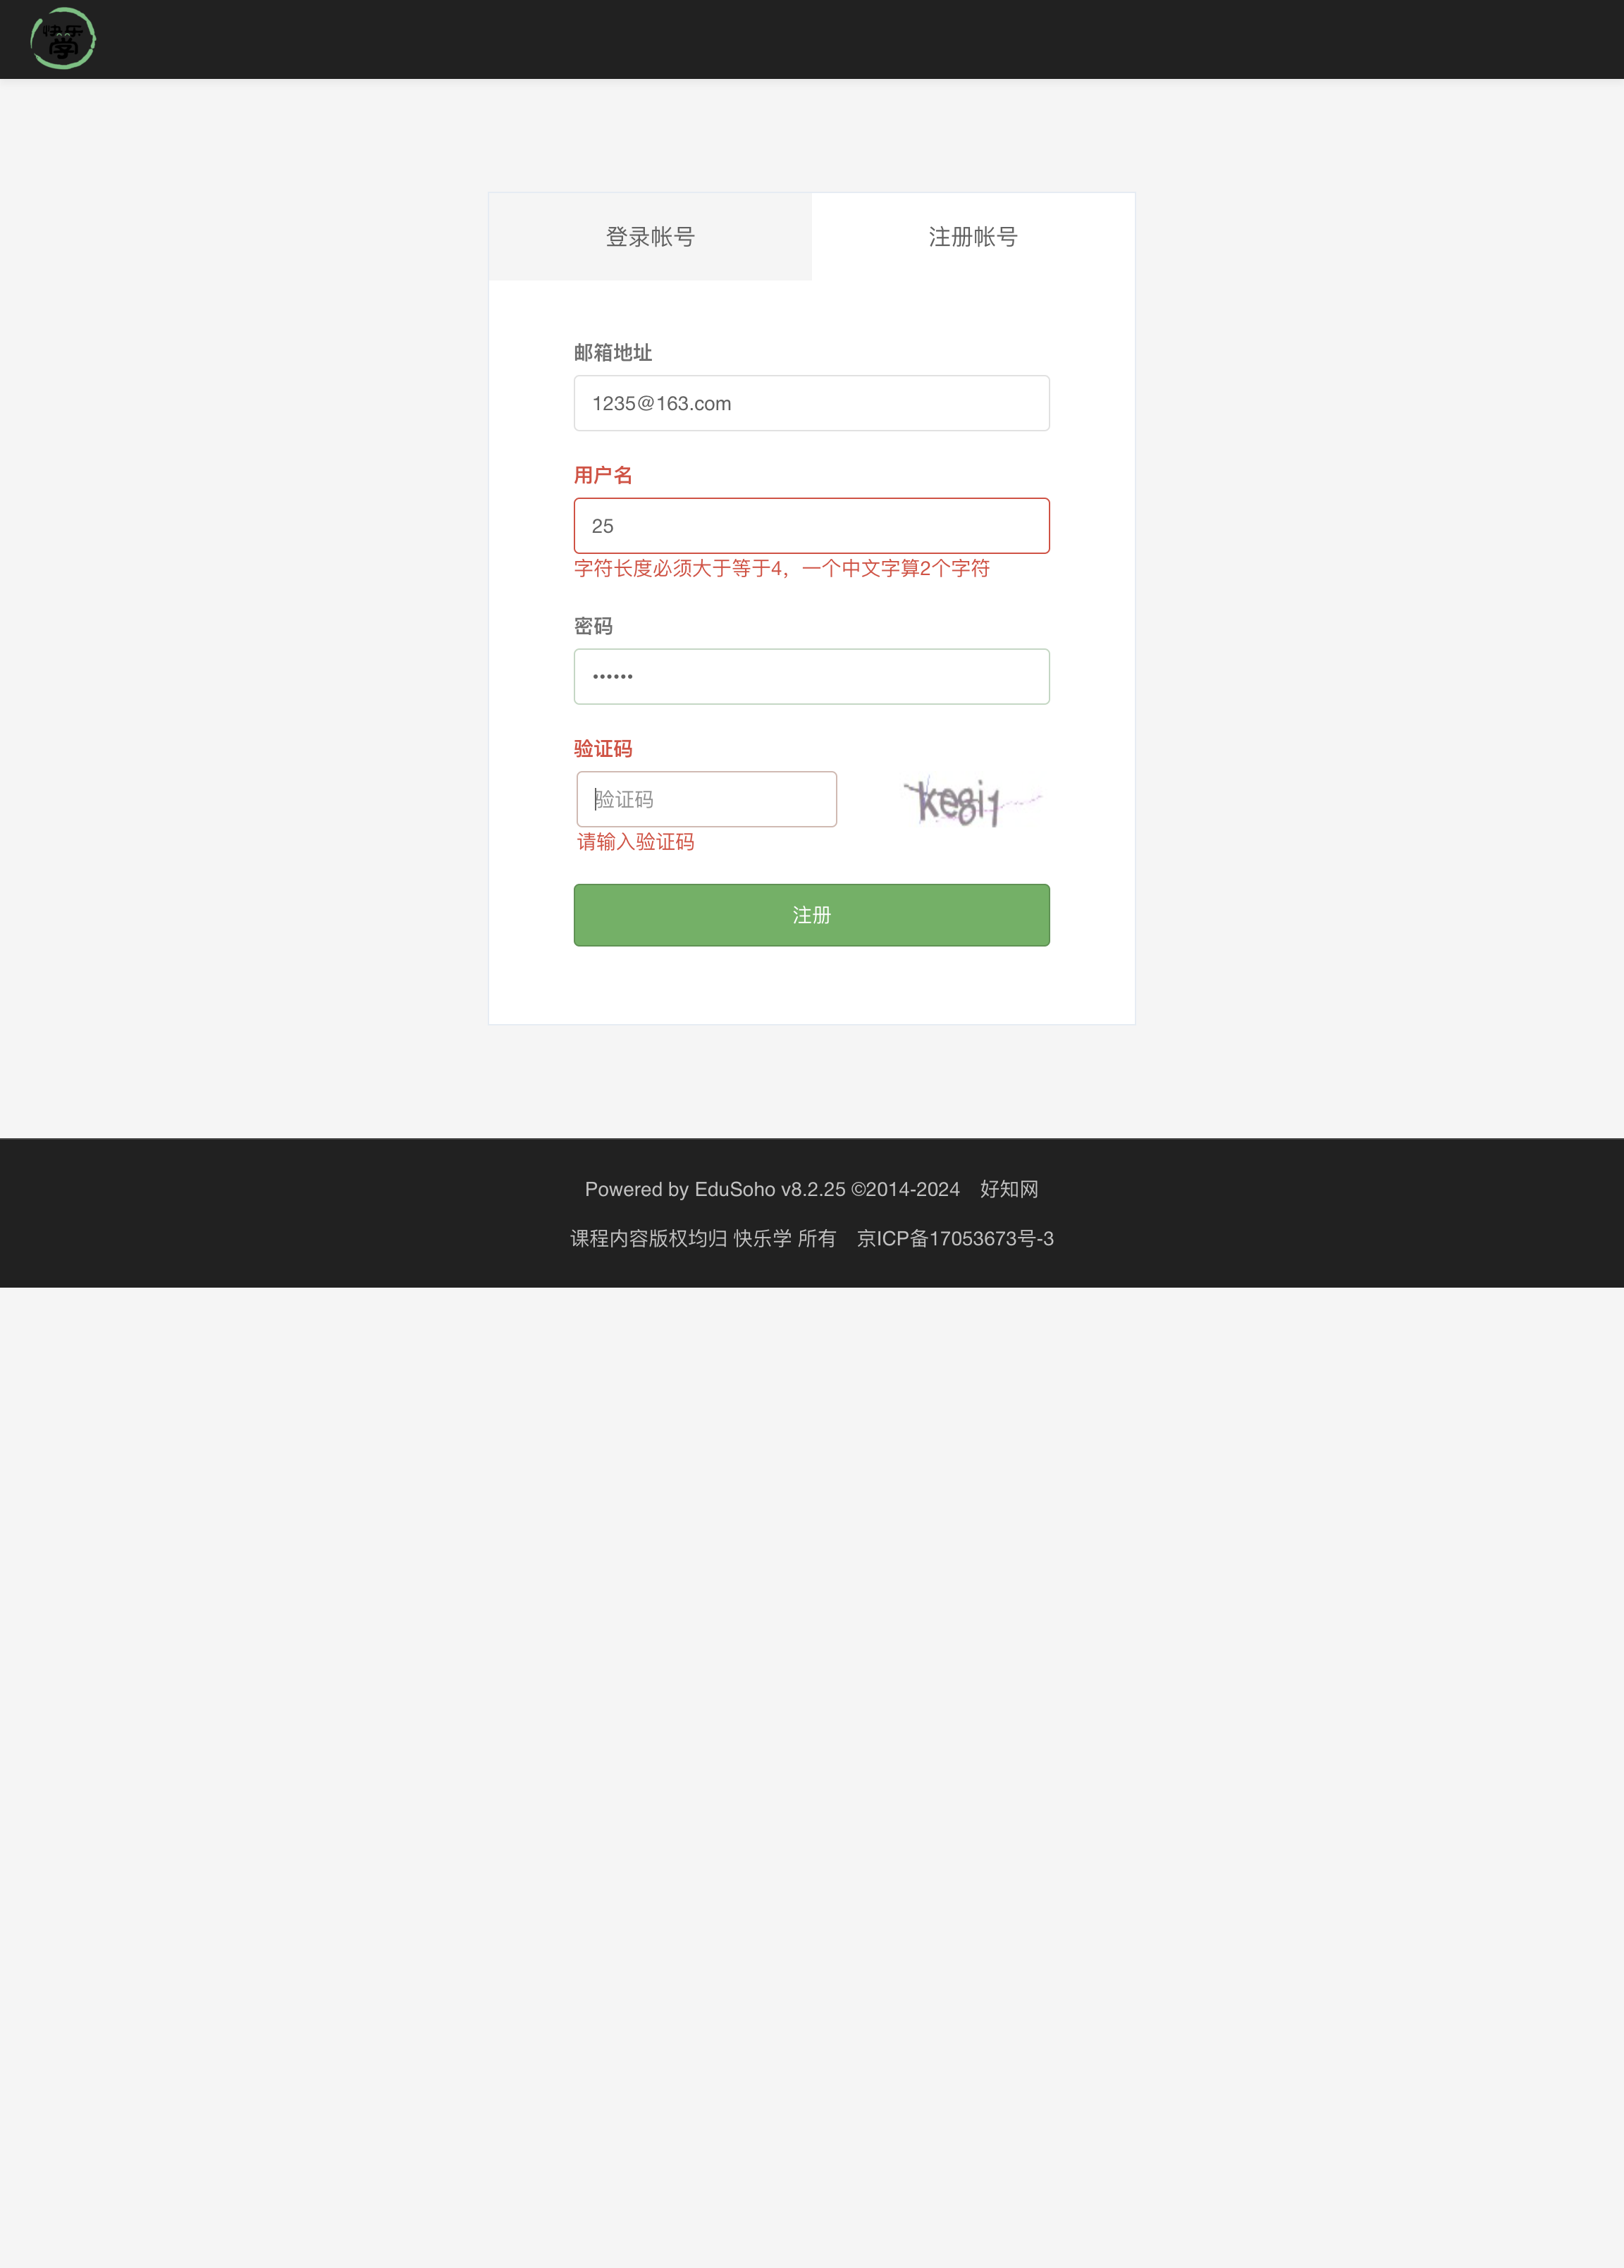 快乐
学
登录帐号
注册帐号
邮箱地址
1235@163.com
用户名
25
字符长度必须大于等于4，一个中文字算2个字符
密码
••••••
验证码
验证码
请输入验证码
注册
Powered by EduSoho v8.2.25 ©2014-2024 好知网
课程内容版权均归 快乐学 所有 京ICP备17053673号-3